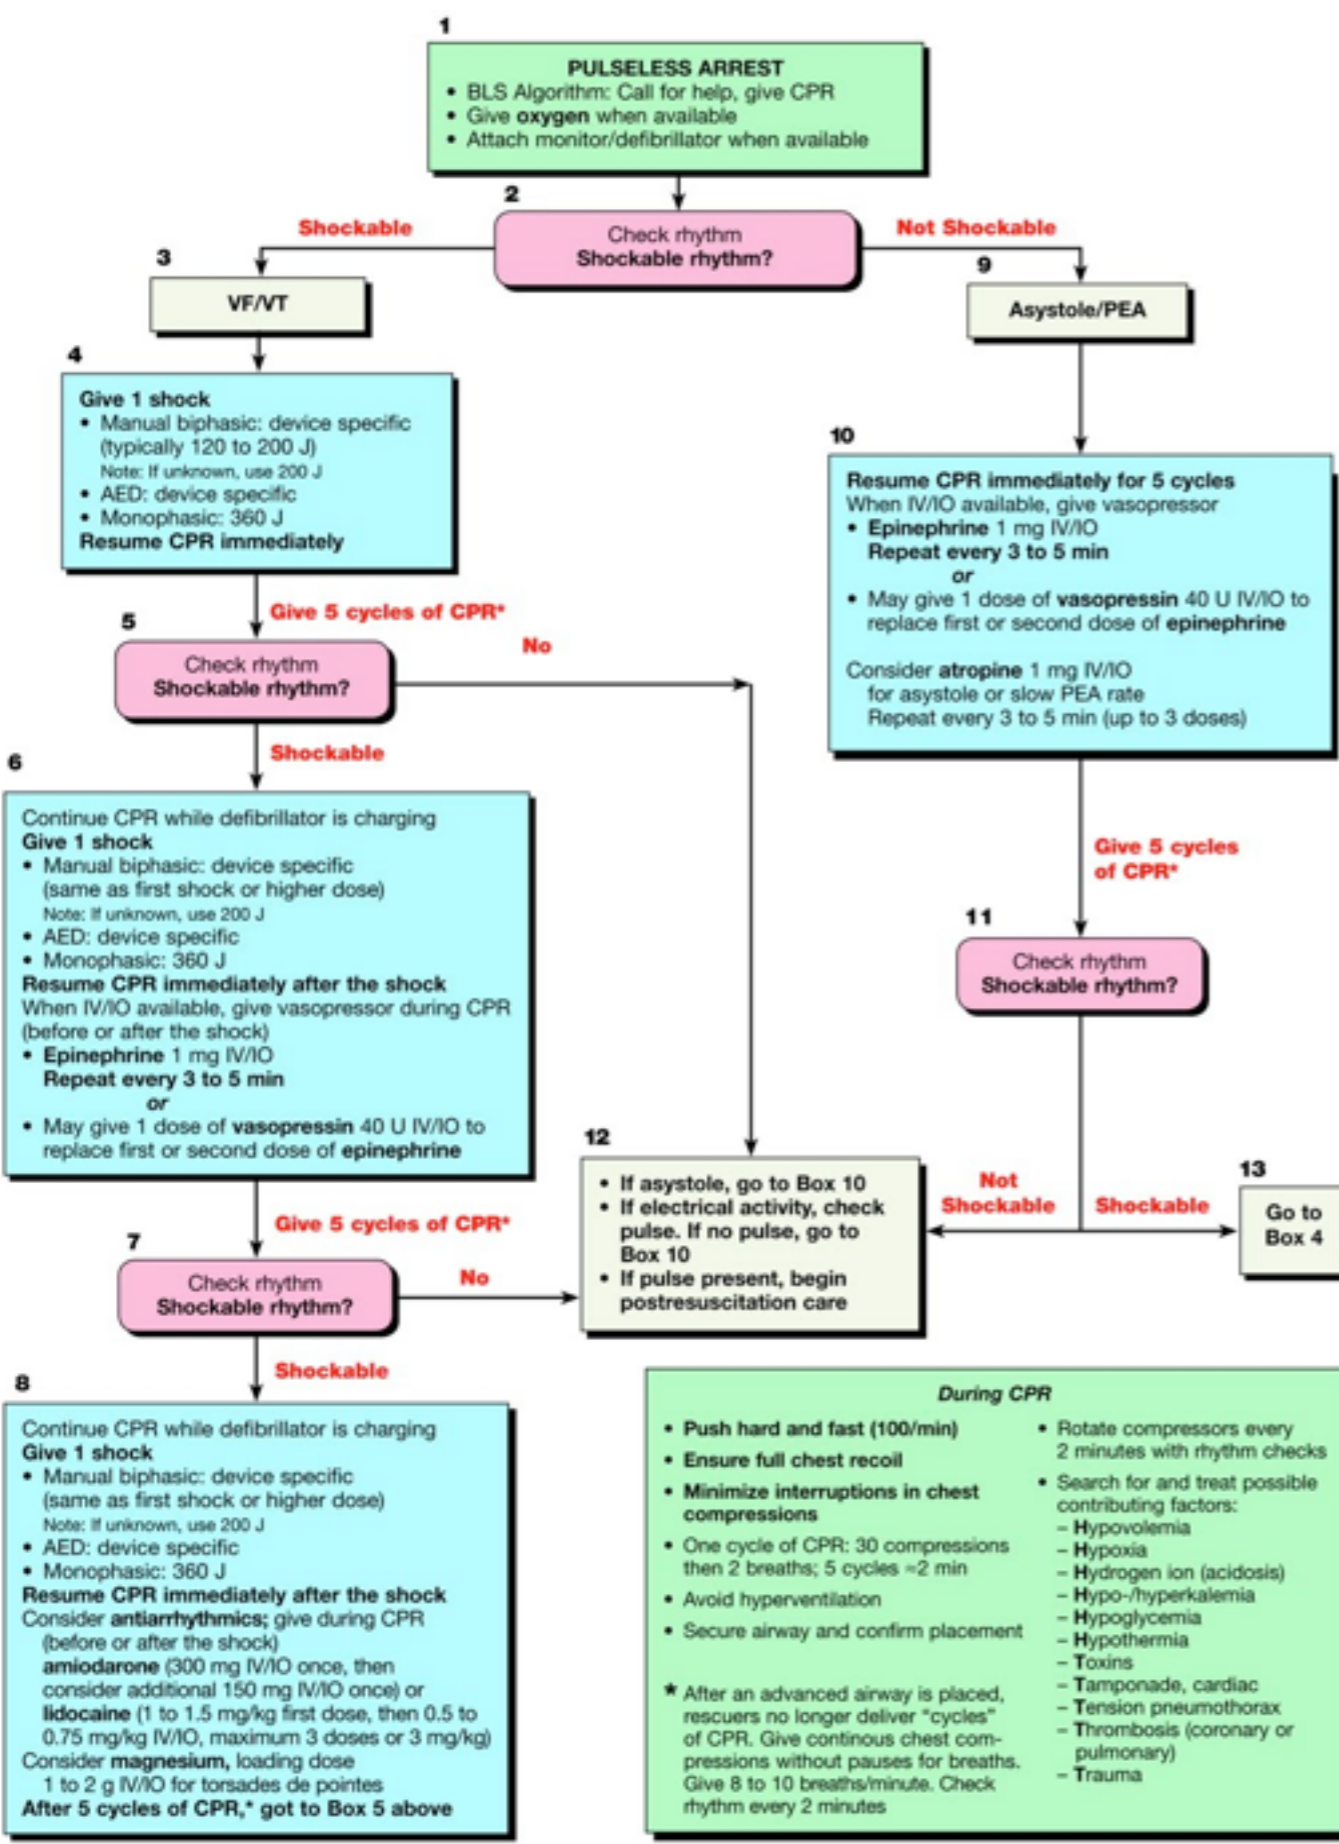 1
PULSELESS ARREST
• BLS Algorithm: Call for help, give CPR
• Give oxygen when available
• Attach monitor/defibrillator when available
2
Check rhythm
Shockable rhythm?
Shockable
Not Shockable
3
VF/VT
4
Give 1 shock
• Manual biphasic: device specific
(typically 120 to 200 J)
Note: If unknown, use 200 J
• AED: device specific
• Monophasic: 360 J
Resume CPR immediately
Give 5 cycles of CPR*
5
Check rhythm
Shockable rhythm?
No
Shockable
6
Continue CPR while defibrillator is charging
Give 1 shock
• Manual biphasic: device specific
(same as first shock or higher dose)
Note: If unknown, use 200 J
• AED: device specific
• Monophasic: 360 J
Resume CPR immediately after the shock
When IV/IO available, give vasopressor during CPR
(before or after the shock)
• Epinephrine 1 mg IV/IO
Repeat every 3 to 5 min
or
• May give 1 dose of vasopressin 40 U IV/IO to
replace first or second dose of epinephrine
Give 5 cycles of CPR*
7
Check rhythm
Shockable rhythm?
No
Shockable
8
Continue CPR while defibrillator is charging
Give 1 shock
• Manual biphasic: device specific
(same as first shock or higher dose)
Note: If unknown, use 200 J
• AED: device specific
• Monophasic: 360 J
Resume CPR immediately after the shock
Consider antiarrhythmics; give during CPR
(before or after the shock)
amiodarone (300 mg IV/IO once, then
consider additional 150 mg IV/IO once) or
lidocaine (1 to 1.5 mg/kg first dose, then 0.5 to
0.75 mg/kg IV/IO, maximum 3 doses or 3 mg/kg)
Consider magnesium, loading dose
1 to 2 g IV/IO for torsades de pointes
After 5 cycles of CPR,* got to Box 5 above
9
Asystole/PEA
10
Resume CPR immediately for 5 cycles
When IV/IO available, give vasopressor
• Epinephrine 1 mg IV/IO
Repeat every 3 to 5 min
or
• May give 1 dose of vasopressin 40 U IV/IO to
replace first or second dose of epinephrine
Consider atropine 1 mg IV/IO
for asystole or slow PEA rate
Repeat every 3 to 5 min (up to 3 doses)
Give 5 cycles
of CPR*
11
Check rhythm
Shockable rhythm?
Not
Shockable
Shockable
12
• If asystole, go to Box 10
• If electrical activity, check
pulse. If no pulse, go to
Box 10
• If pulse present, begin
postresuscitation care
13
Go to
Box 4
During CPR
• Push hard and fast (100/min)
• Ensure full chest recoil
• Minimize interruptions in chest
compressions
• One cycle of CPR: 30 compressions
then 2 breaths; 5 cycles ≈2 min
• Avoid hyperventilation
• Secure airway and confirm placement
* After an advanced airway is placed,
rescuers no longer deliver "cycles"
of CPR. Give continous chest com-
pressions without pauses for breaths.
Give 8 to 10 breaths/minute. Check
rhythm every 2 minutes
• Rotate compressors every
2 minutes with rhythm checks
• Search for and treat possible
contributing factors:
– Hypovolemia
– Hypoxia
– Hydrogen ion (acidosis)
– Hypo-/hyperkalemia
– Hypoglycemia
– Hypothermia
– Toxins
– Tamponade, cardiac
– Tension pneumothorax
– Thrombosis (coronary or
pulmonary)
– Trauma